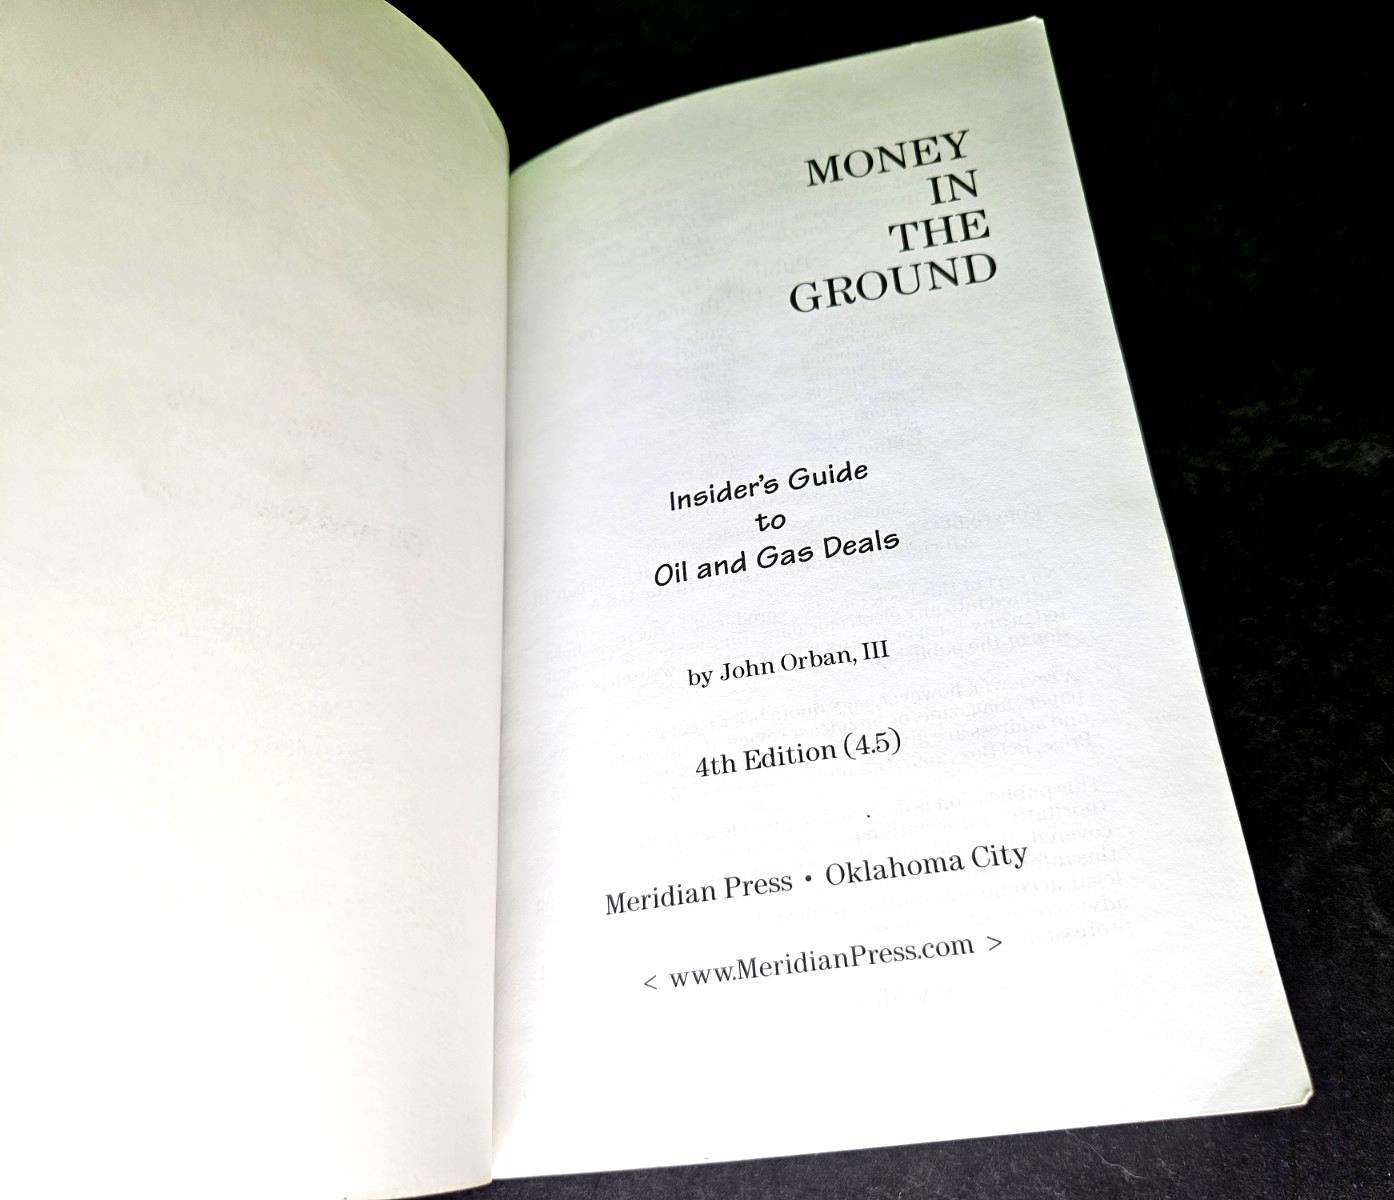 MONEY
IN
THE
GROUND
Insider's Guide
to
Oil and Gas Deals
by John Orban, III
4th Edition (4.5)
Meridian Press • Oklahoma City
< www.MeridianPress.com >